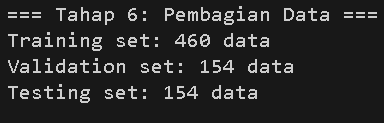 === Tahap 6: Pembagian Data ===
Training set: 460 data
Validation set: 154 data
Testing set: 154 data